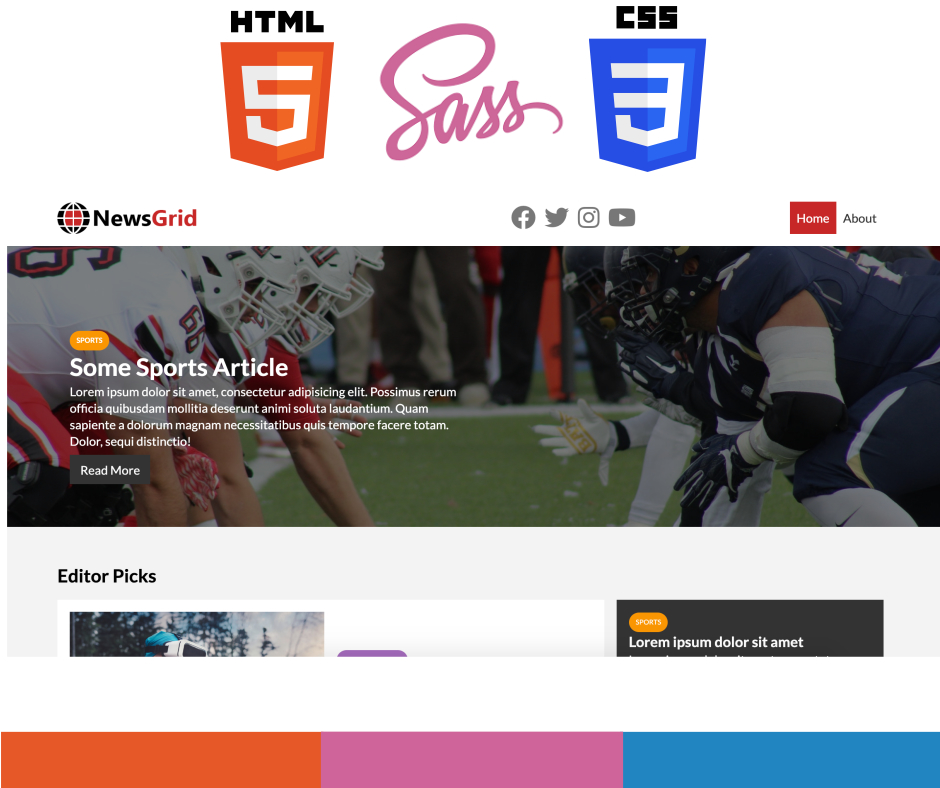 HTML
CSS
5
Sass
3
NewsGrid
Home
About
SPORTS
Some Sports Article
Lorem ipsum dolor sit amet, consectetur adipisicing elit. Possimus rerum
officia quibusdam mollitia deserunt animi soluta laudantium. Quam
sapiente a dolorum magnam necessitatibus quis tempore facere totam.
Dolor, sequi distinctio!
Read More
Editor Picks
SPORTS
Lorem ipsum dolor sit amet